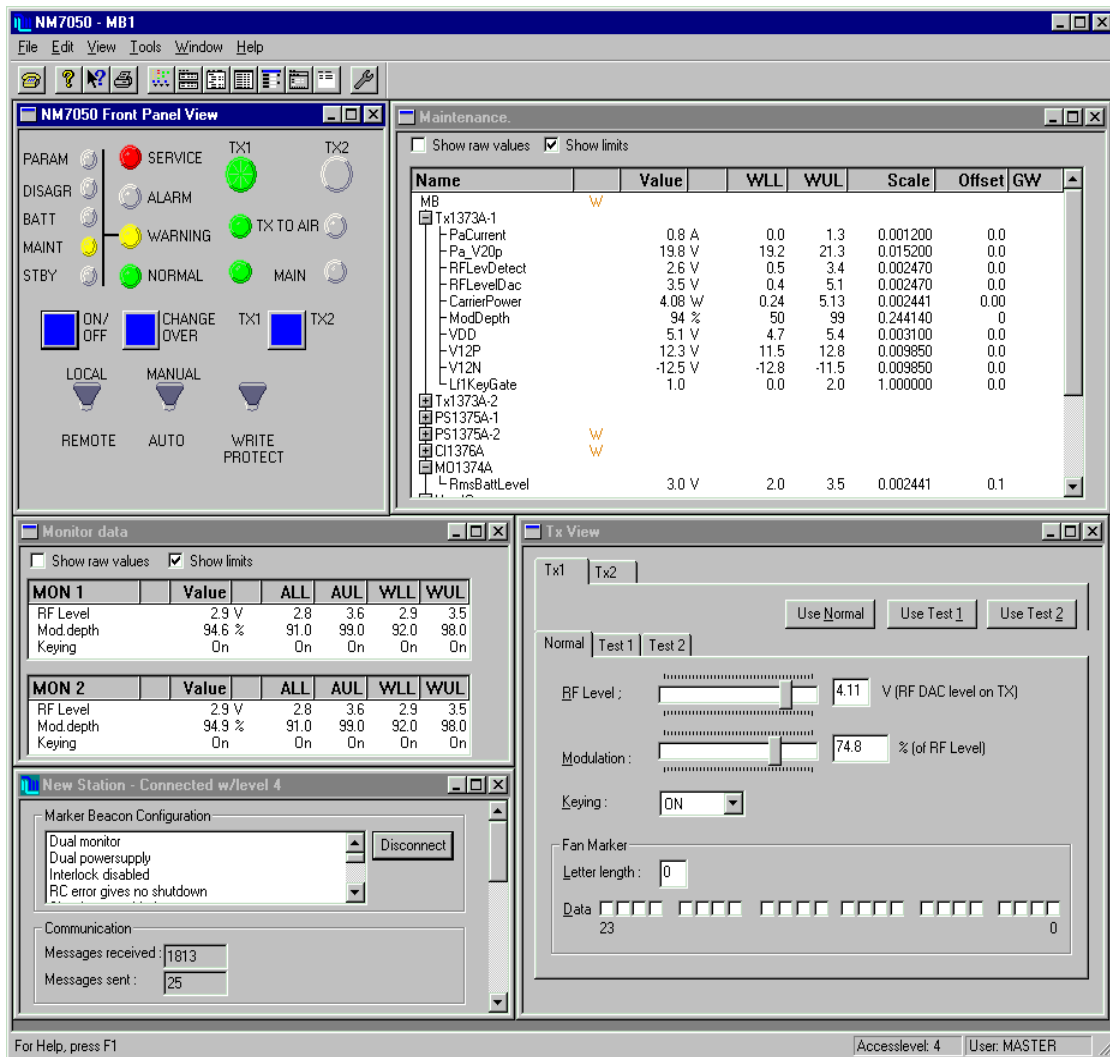 NM7050 - MB1
File Edit View Tools Window Help
NM7050 Front Panel View
PARAM
DISAGR
BATT
MAINT
STBY
SERVICE
ALARM
WARNING
NORMAL
TX1 TX2
TX TO AIR
MAIN
ON/OFF
CHANGE OVER
TX1 TX2
LOCAL MANUAL
REMOTE AUTO WRITE PROTECT
Maintenance.
Show raw values Show limits
Name Value WLL WUL Scale Offset GW
MB W
Tx1373A-1
PaCurrent 0.8 A 0.0 1.3 0.001200 0.0
Pa_V20p 19.8 V 19.2 21.3 0.015200 0.0
RFLevDetect 2.6 V 0.5 3.4 0.002470 0.0
RFLevelDac 3.5 V 0.4 5.1 0.002470 0.0
CarrierPower 4.08 W 0.24 5.13 0.002441 0.00
ModDepth 94 % 50 99 0.244140 0
VDD 5.1 V 4.7 5.4 0.003100 0.0
V12P 12.3 V 11.5 12.8 0.009850 0.0
V12N -12.5 V -12.8 -11.5 0.009850 0.0
Lf1KeyGate 1.0 0.0 2.0 1.000000 0.0
Tx1373A-2
PS1375A-1
PS1375A-2 W
CI1376A W
MO1374A
RmsBattLevel 3.0 V 2.0 3.5 0.002441 0.1
Monitor data
Show raw values Show limits
MON 1 Value ALL AUL WLL WUL
RF Level 2.9 V 2.8 3.6 2.9 3.5
Mod.depth 94.6 % 91.0 99.0 92.0 98.0
Keying On On On On On
MON 2 Value ALL AUL WLL WUL
RF Level 2.9 V 2.8 3.6 2.9 3.5
Mod.depth 94.9 % 91.0 99.0 92.0 98.0
Keying On On On On On
New Station - Connected w/level 4
Marker Beacon Configuration
Dual monitor
Dual powersupply
Interlock disabled
RC error gives no shutdown
Disconnect
Communication
Messages received : 1813
Messages sent : 25
Tx View
Tx1 Tx2
Use Normal Use Test 1 Use Test 2
Normal Test 1 Test 2
RF Level ; 4.11 V (RF DAC level on TX)
Modulation : 74.8 % (of RF Level)
Keying : ON
Fan Marker
Letter length : 0
Data
23 0
For Help, press F1
Accesslevel: 4 User: MASTER